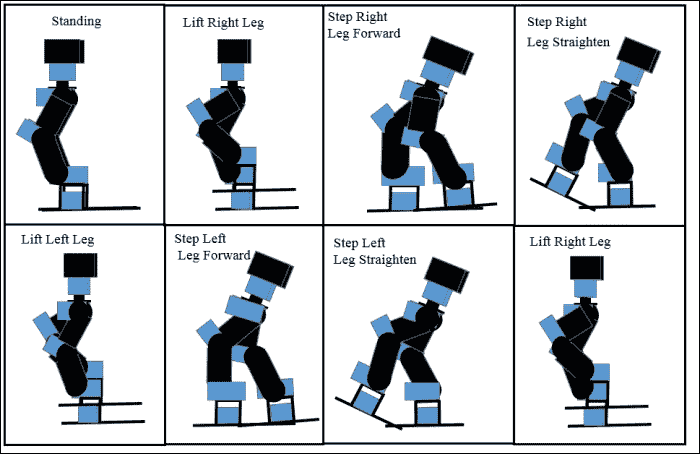 Standing
Lift Right Leg
Step Right
Leg Forward
Step Right
Leg Straighten
Lift Left Leg
Step Left
Leg Forward
Step Left
Leg Straighten
Lift Right Leg